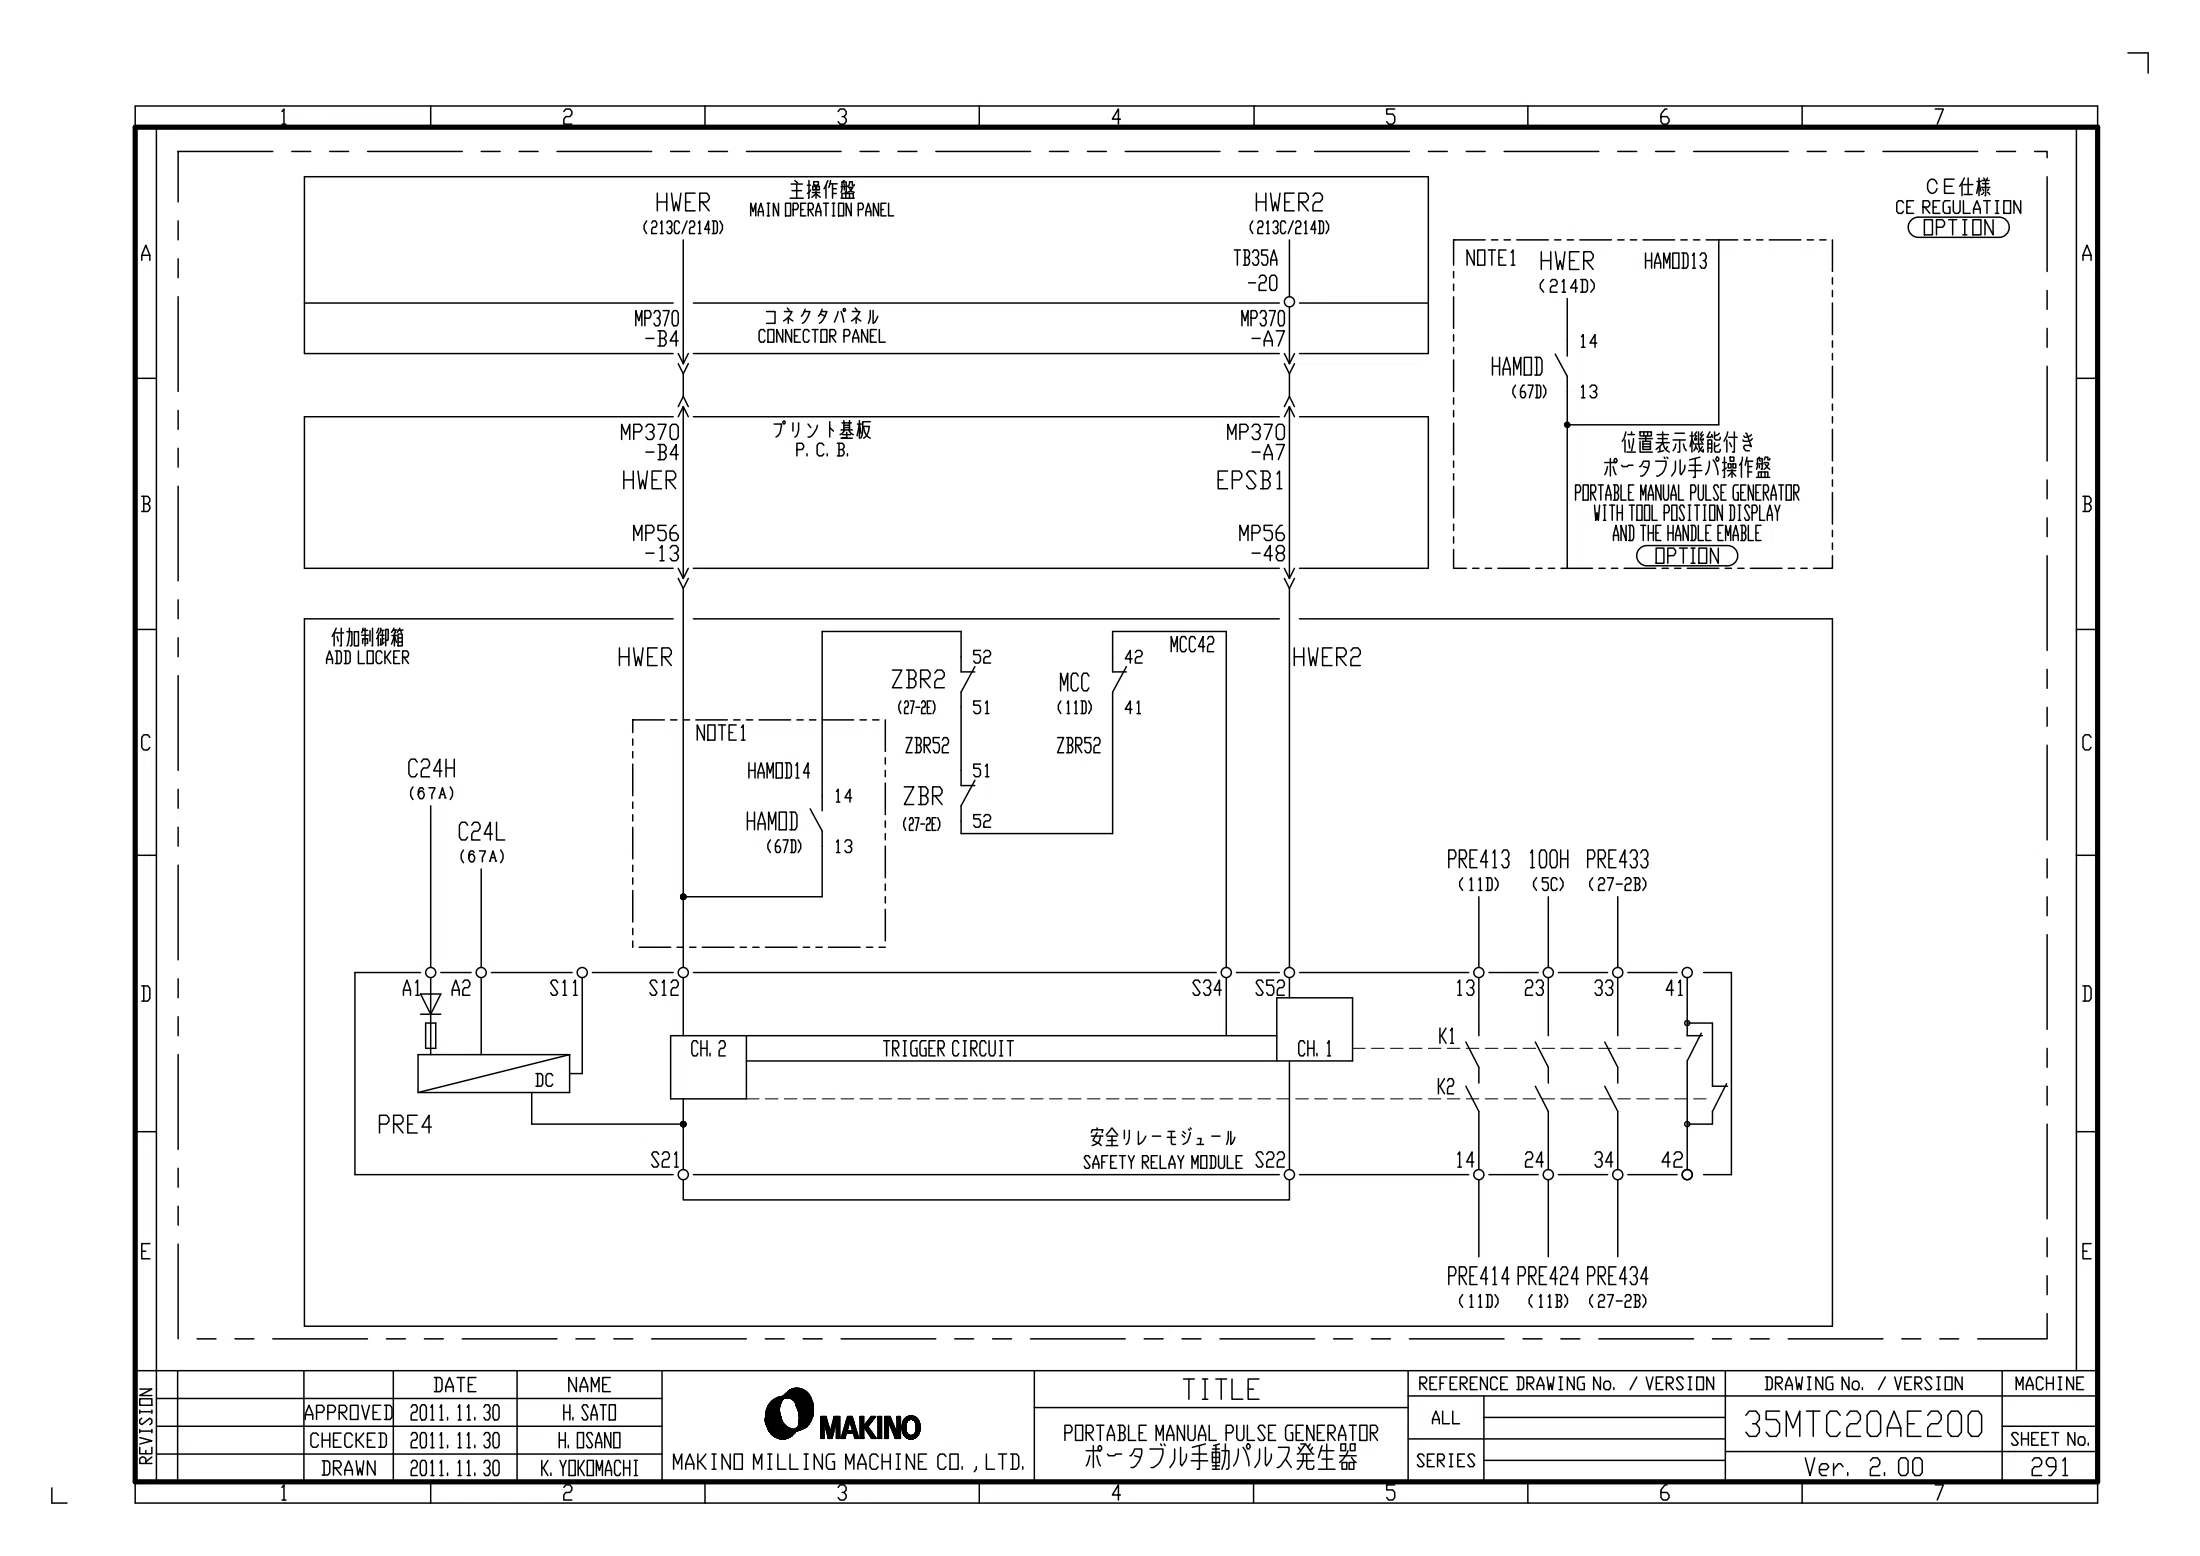 1 2 3 4 5 6 7
A
B
C
D
E
A
B
C
D
E
CE仕様
CE REGULATION
OPTION
主操作盤
MAIN OPERATION PANEL
HWER
(213C/214D)
HWER2
(213C/214D)
TB35A
-20
MP370
-B4
コネクタパネル
CONNECTOR PANEL
MP370
-A7
NOTE1
HWER
(214D)
HAMOD13
14
HAMOD
(67D)
13
位置表示機能付き
ポータブル手パ操作盤
PORTABLE MANUAL PULSE GENERATOR
WITH TOOL POSITION DISPLAY
AND THE HANDLE EMABLE
OPTION
MP370
-B4
HWER
プリント基板
P.C.B.
MP370
-A7
EPSB1
MP56
-13
MP56
-48
付加制御箱
ADD LOCKER
HWER
HWER2
ZBR2
(27-2E)
52
51
ZBR52
51
ZBR
(27-2E)
52
MCC
(11D)
42
41
ZBR52
MCC42
NOTE1
HAMOD14
14
HAMOD
(67D)
13
C24H
(67A)
C24L
(67A)
PRE413 100H PRE433
(11D) (5C) (27-2B)
A1 A2 S11 S12 S34 S52 13 23 33 41
CH.2
TRIGGER CIRCUIT
CH.1
K1
K2
DC
PRE4
安全リレーモジュール
SAFETY RELAY MODULE
S21 S22 14 24 34 42
PRE414 PRE424 PRE434
(11D) (11B) (27-2B)
REVISION
DATE NAME
APPROVED 2011.11.30 H.SATO
CHECKED 2011.11.30 H.OSANO
DRAWN 2011.11.30 K.YOKOMACHI
MAKINO
MAKINO MILLING MACHINE CO.,LTD.
TITLE
PORTABLE MANUAL PULSE GENERATOR
ポータブル手動パルス発生器
REFERENCE DRAWING No. / VERSION
ALL
SERIES
DRAWING No. / VERSION
35MTC20AE200
Ver. 2.00
MACHINE
SHEET No.
291
1 2 3 4 5 6 7